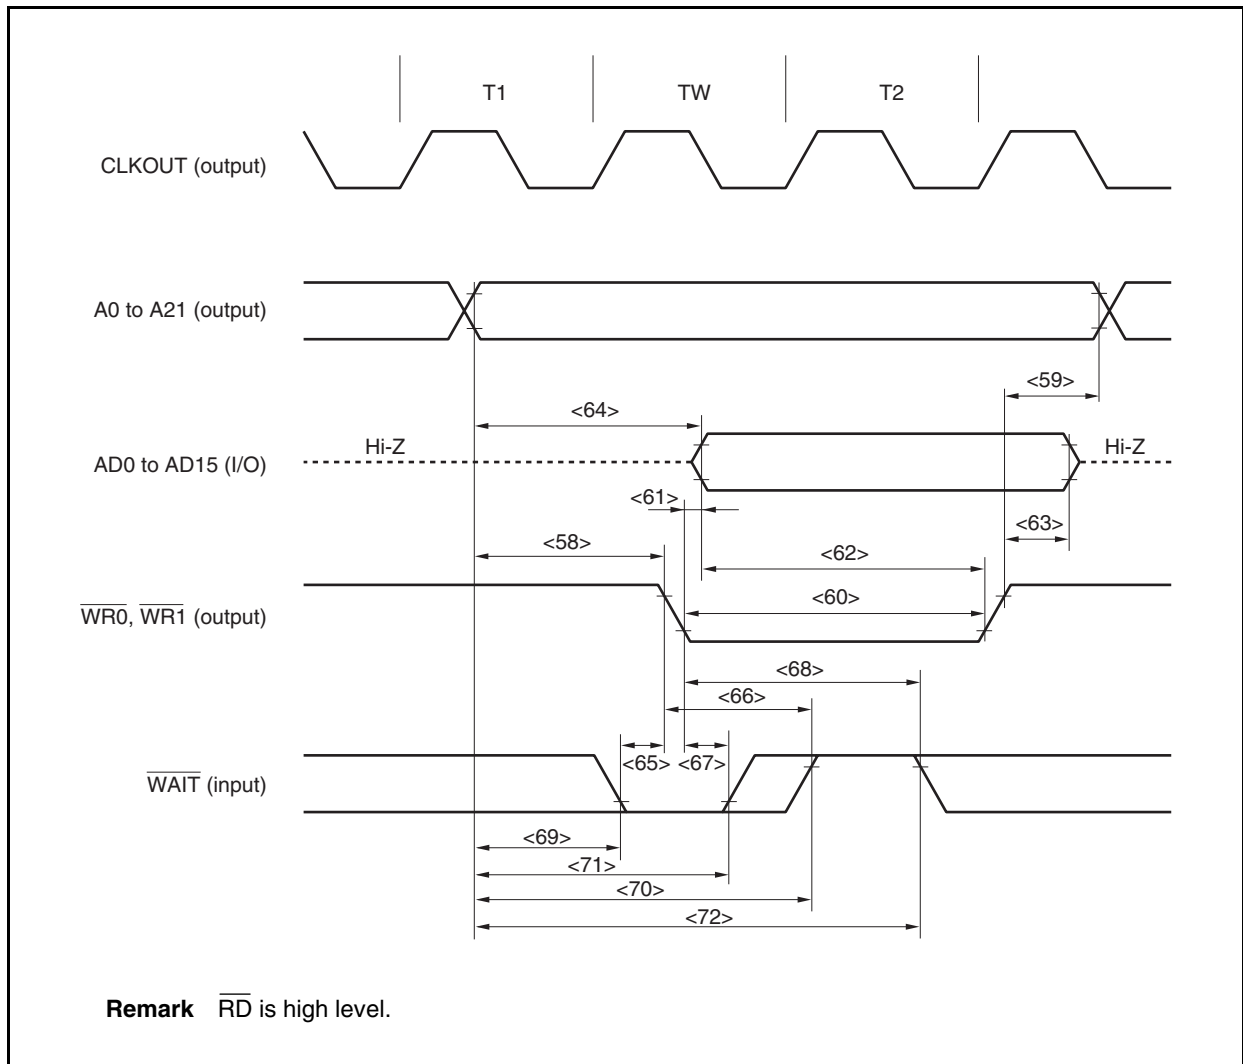 T1 TW T2
CLKOUT (output)
A0 to A21 (output)
<59>
<64>
Hi-Z Hi-Z
AD0 to AD15 (I/O)
<61>
<63>
<58>
<62>
<60>
WR0, WR1 (output)
<68>
<66>
<65> <67>
WAIT (input)
<69>
<71>
<70>
<72>
Remark RD is high level.